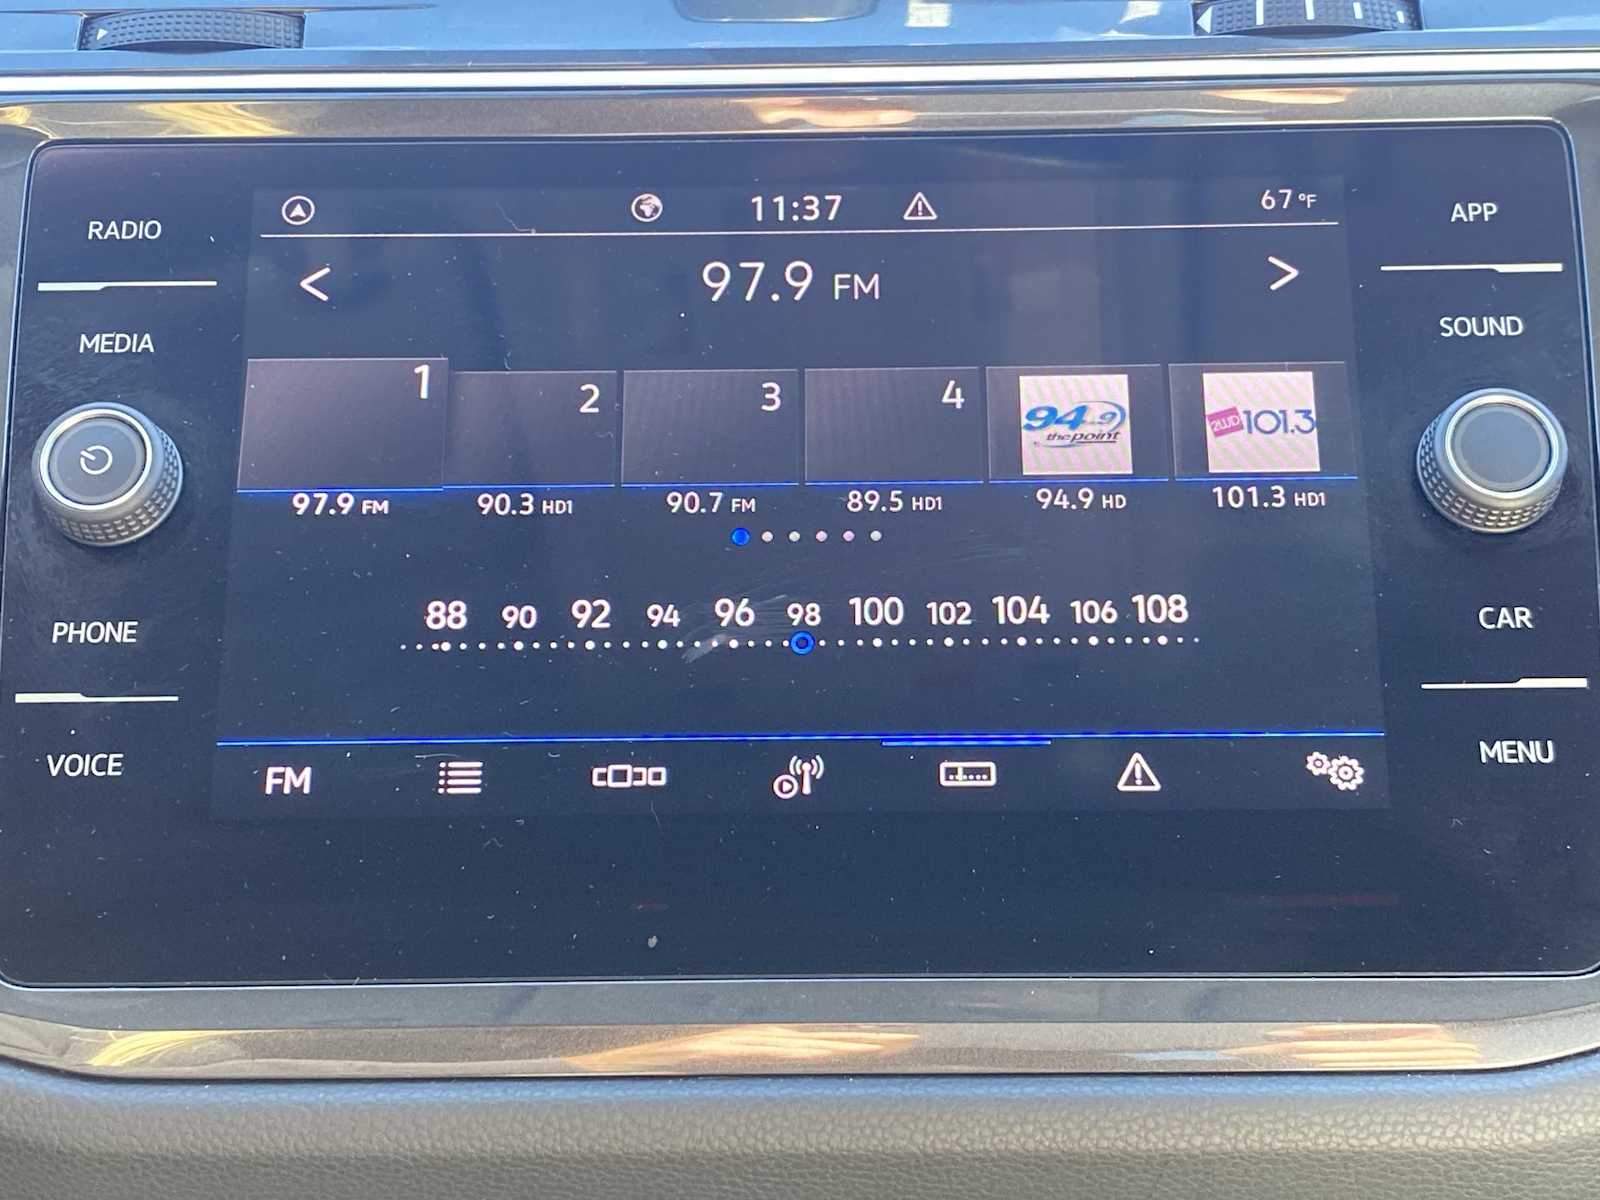 11:37
67°F
RADIO
APP
< 97.9 FM >
MEDIA
SOUND
1
2
3
4
94.9
the point
2WD
101.3
97.9 FM
90.3 HD1
90.7 FM
89.5 HD1
94.9 HD
101.3 HD1
88 90 92 94 96 98 100 102 104 106 108
PHONE
CAR
VOICE
MENU
FM